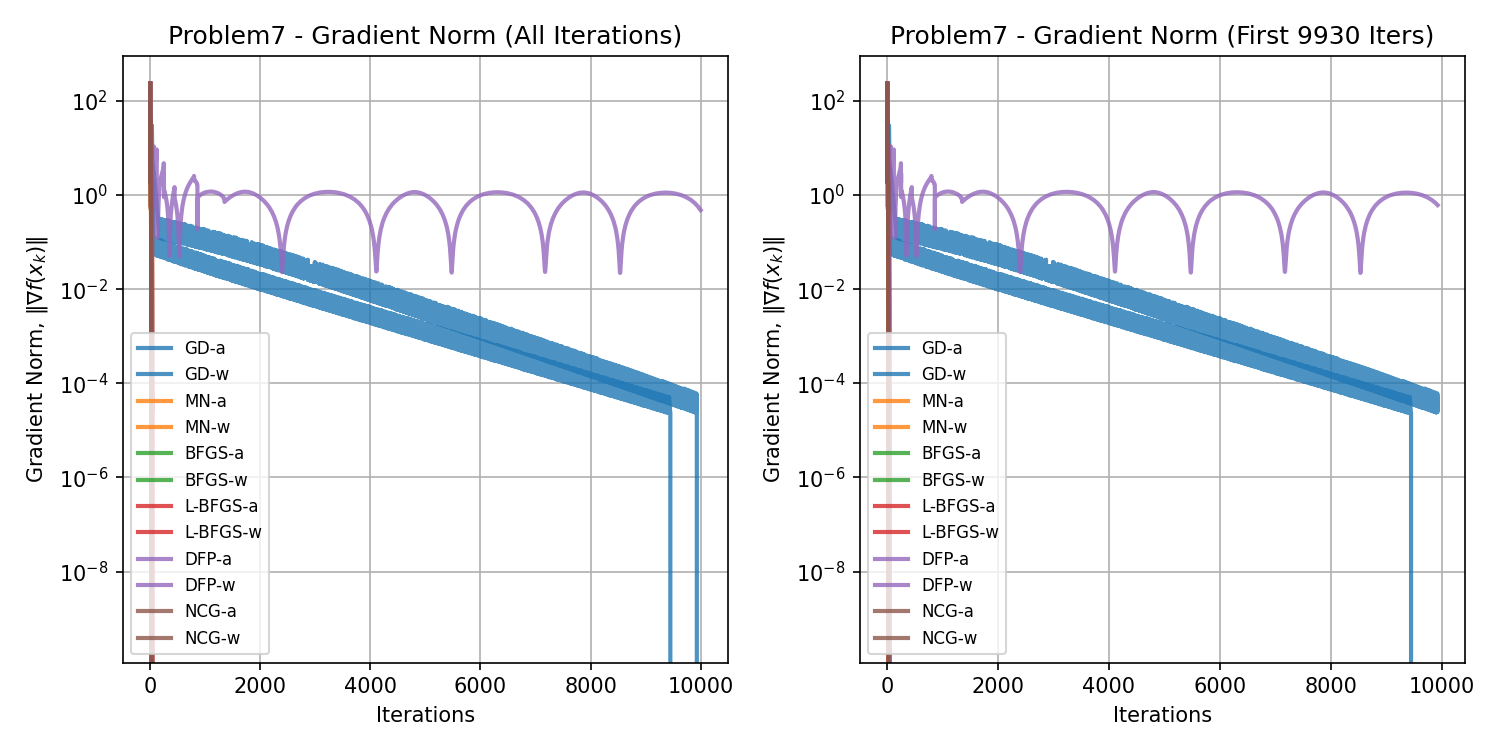 Problem7 - Gradient Norm (All Iterations)
Gradient Norm, ‖∇f(x_k)‖
10^2
10^0
10^−2
10^−4
10^−6
10^−8
GD-a
GD-w
MN-a
MN-w
BFGS-a
BFGS-w
L-BFGS-a
L-BFGS-w
DFP-a
DFP-w
NCG-a
NCG-w
0 2000 4000 6000 8000 10000
Iterations
Problem7 - Gradient Norm (First 9930 Iters)
Gradient Norm, ‖∇f(x_k)‖
10^2
10^0
10^−2
10^−4
10^−6
10^−8
GD-a
GD-w
MN-a
MN-w
BFGS-a
BFGS-w
L-BFGS-a
L-BFGS-w
DFP-a
DFP-w
NCG-a
NCG-w
0 2000 4000 6000 8000 10000
Iterations